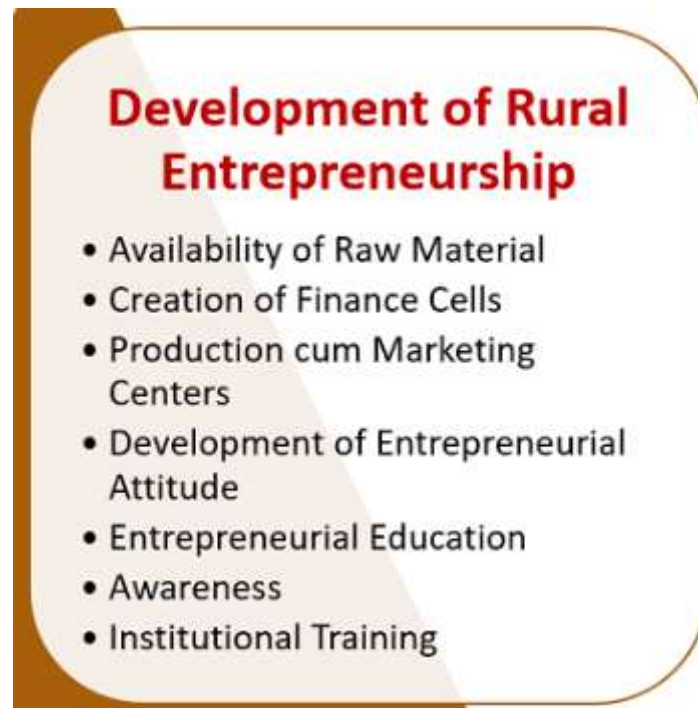 Development of Rural
Entrepreneurship
• Availability of Raw Material
• Creation of Finance Cells
• Production cum Marketing
Centers
• Development of Entrepreneurial
Attitude
• Entrepreneurial Education
• Awareness
• Institutional Training